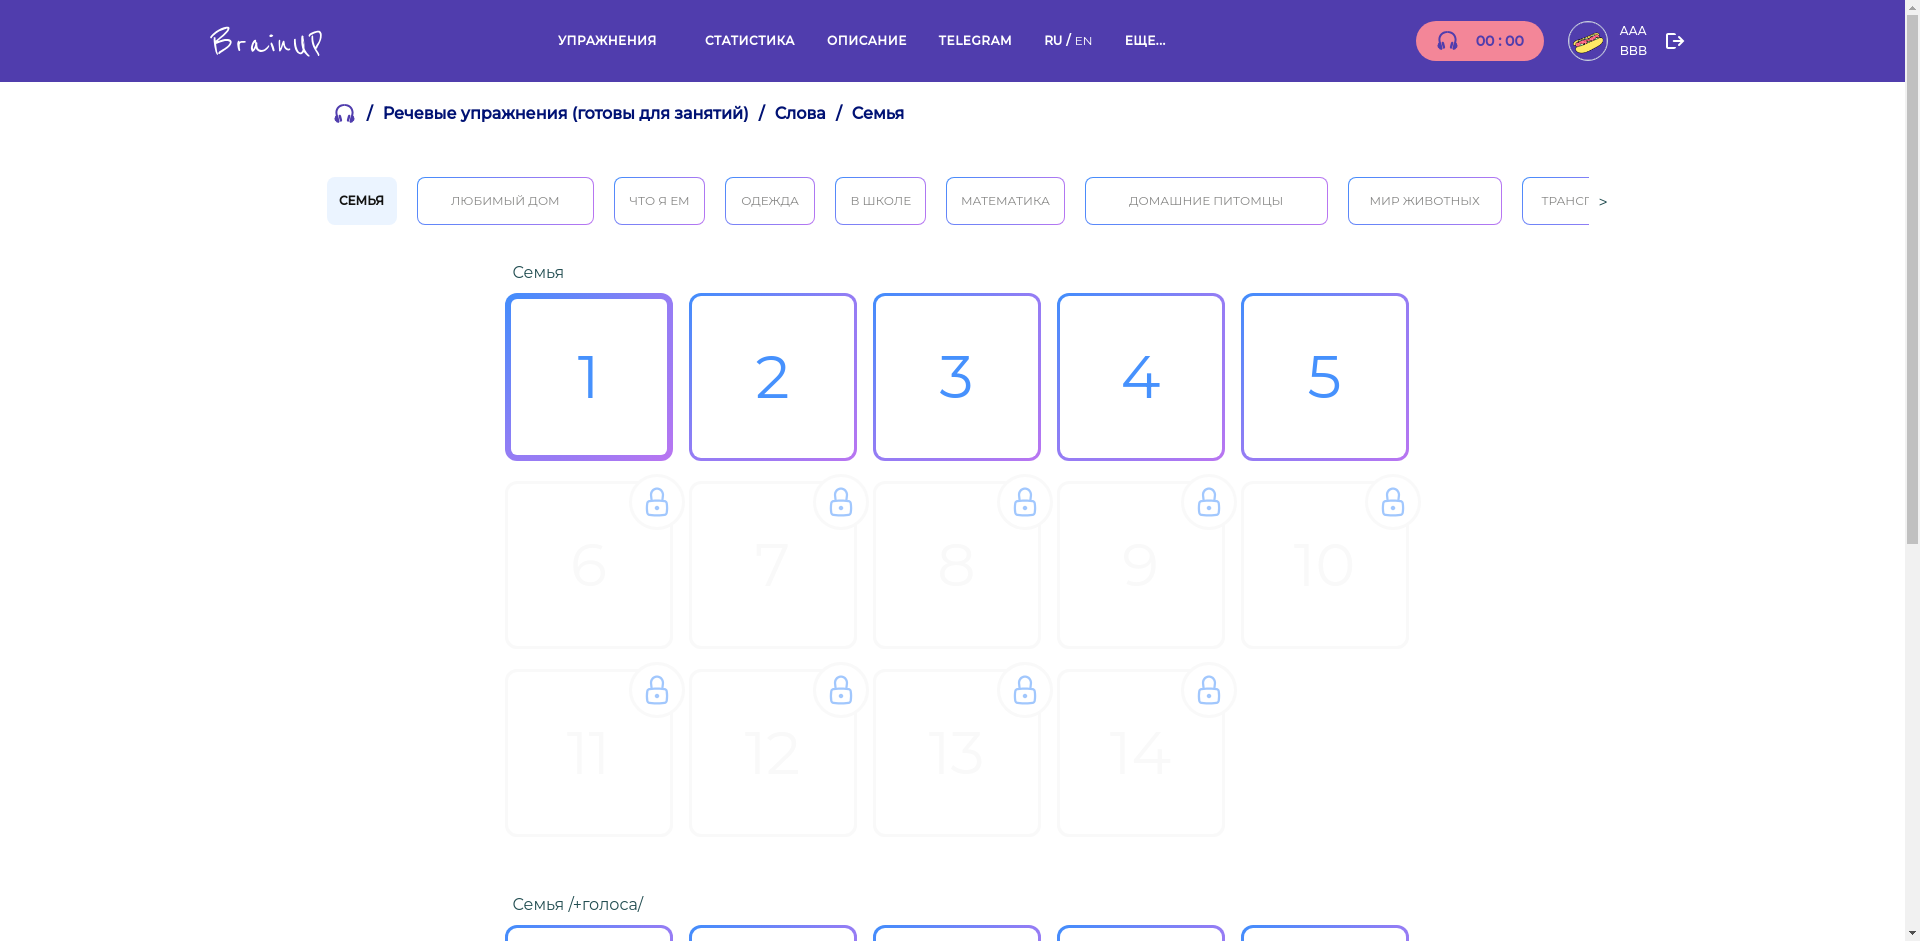 BrainUP
УПРАЖНЕНИЯ СТАТИСТИКА ОПИСАНИЕ TELEGRAM RU / EN ЕЩЕ...
00 : 00
AAA
BBB
/ Речевые упражнения (готовы для занятий) / Слова / Семья
СЕМЬЯ ЛЮБИМЫЙ ДОМ ЧТО Я ЕМ ОДЕЖДА В ШКОЛЕ МАТЕМАТИКА ДОМАШНИЕ ПИТОМЦЫ МИР ЖИВОТНЫХ >
Семья
1 2 3 4 5
6 7 8 9 10
11 12 13 14
Семья /+голоса/